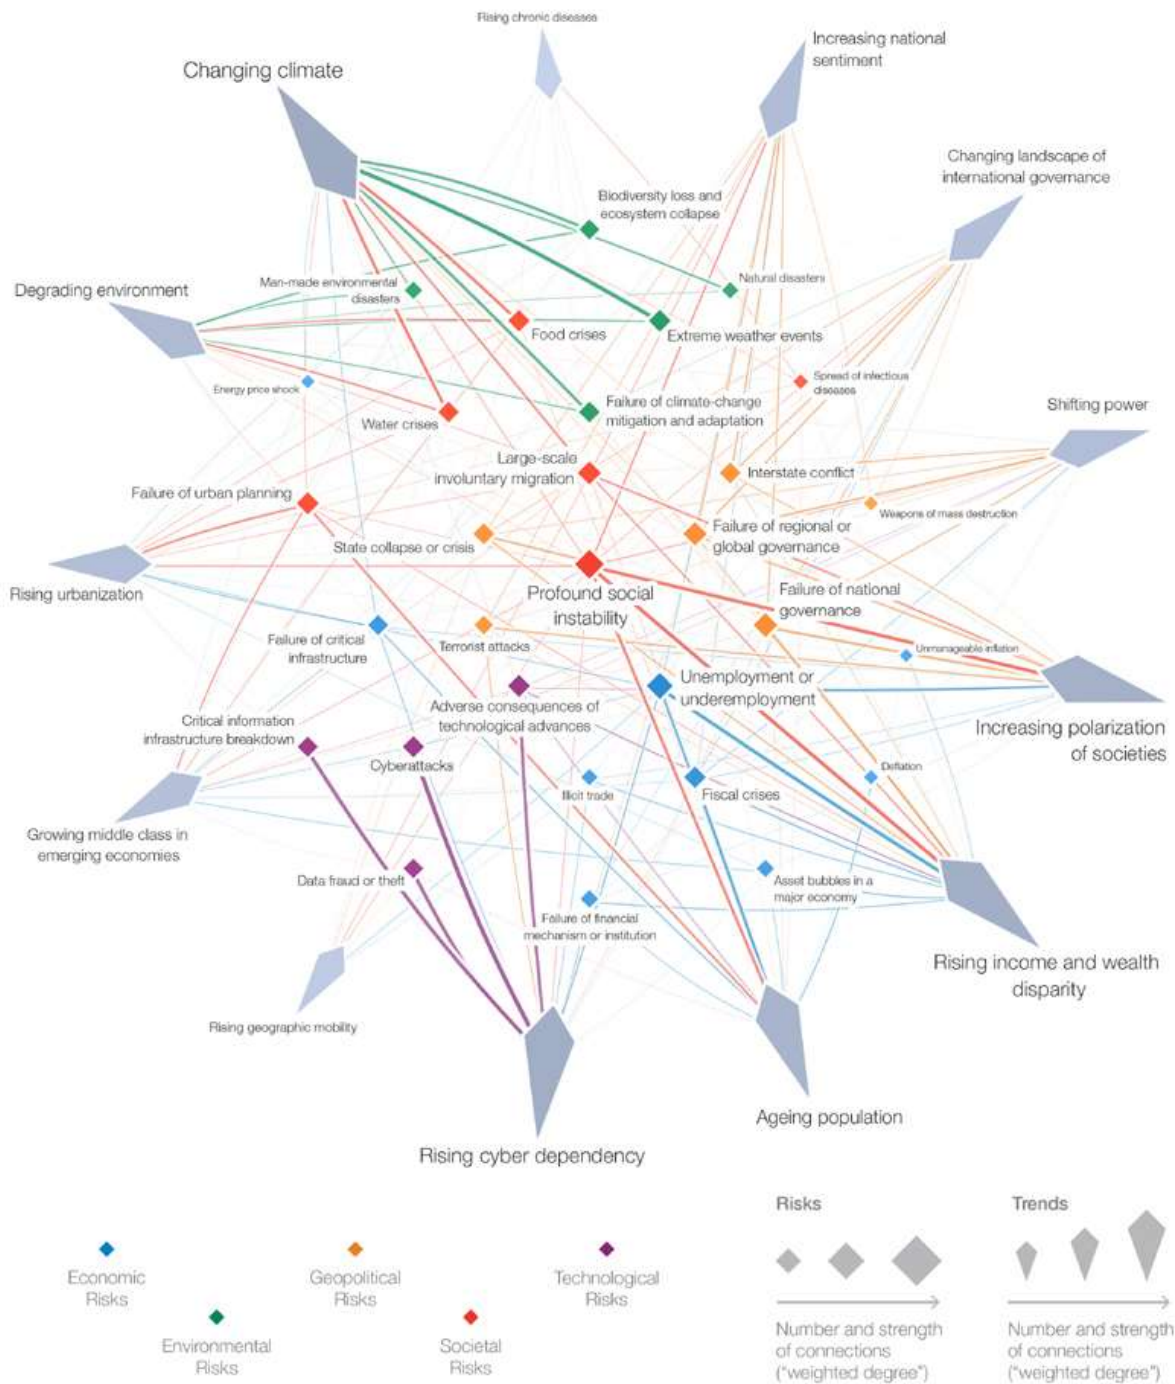 Rising chronic diseases
Increasing national
sentiment
Changing climate
Changing landscape of
international governance
Biodiversity loss and
ecosystem collapse
Man-made environmental
disasters
Natural disasters
Degrading environment
Food crises
Extreme weather events
Energy price shock
Spread of infectious
diseases
Failure of climate-change
mitigation and adaptation
Shifting power
Water crises
Large-scale
involuntary migration
Interstate conflict
Failure of urban planning
Weapons of mass destruction
State collapse or crisis
Failure of regional or
global governance
Rising urbanization
Profound social
instability
Failure of national
governance
Failure of critical
infrastructure
Terrorist attacks
Unmanageable inflation
Unemployment or
underemployment
Adverse consequences of
technological advances
Critical information
infrastructure breakdown
Cyberattacks
Increasing polarization
of societies
Illicit trade
Fiscal crises
Deflation
Growing middle class in
emerging economies
Data fraud or theft
Asset bubbles in a
major economy
Failure of financial
mechanism or institution
Rising income and wealth
disparity
Rising geographic mobility
Ageing population
Rising cyber dependency
Risks
Trends
Economic
Risks
Geopolitical
Risks
Technological
Risks
Environmental
Risks
Societal
Risks
Number and strength
of connections
("weighted degree")
Number and strength
of connections
("weighted degree")